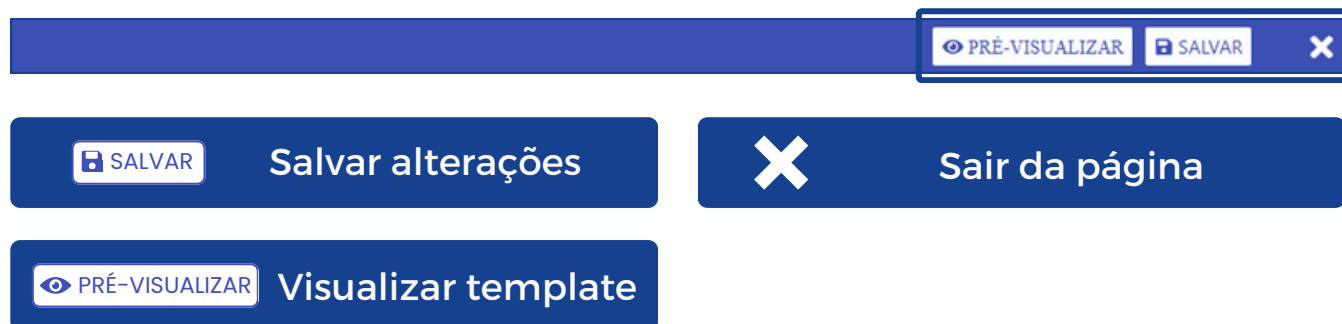 PRÉ-VISUALIZAR SALVAR
SALVAR Salvar alterações
Sair da página
PRÉ-VISUALIZAR Visualizar template